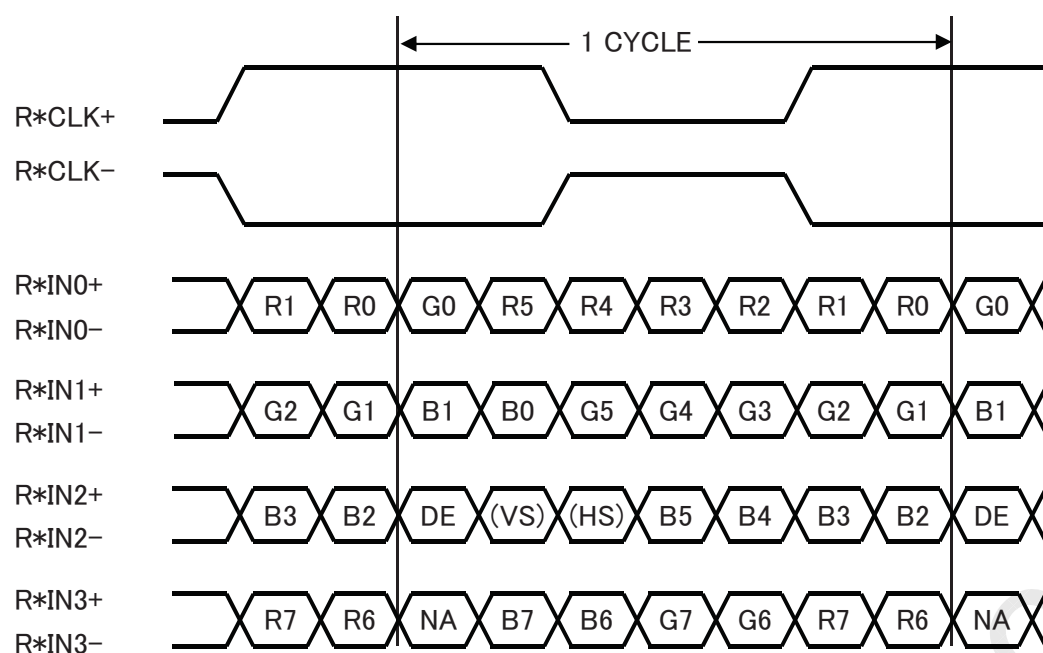 1 CYCLE
R*CLK+
R*CLK-
R*IN0+
R1 R0 G0 R5 R4 R3 R2 R1 R0 G0
R*IN0-
R*IN1+
G2 G1 B1 B0 G5 G4 G3 G2 G1 B1
R*IN1-
R*IN2+
B3 B2 DE (VS) (HS) B5 B4 B3 B2 DE
R*IN2-
R*IN3+
R7 R6 NA B7 B6 G7 G6 R7 R6 NA
R*IN3-